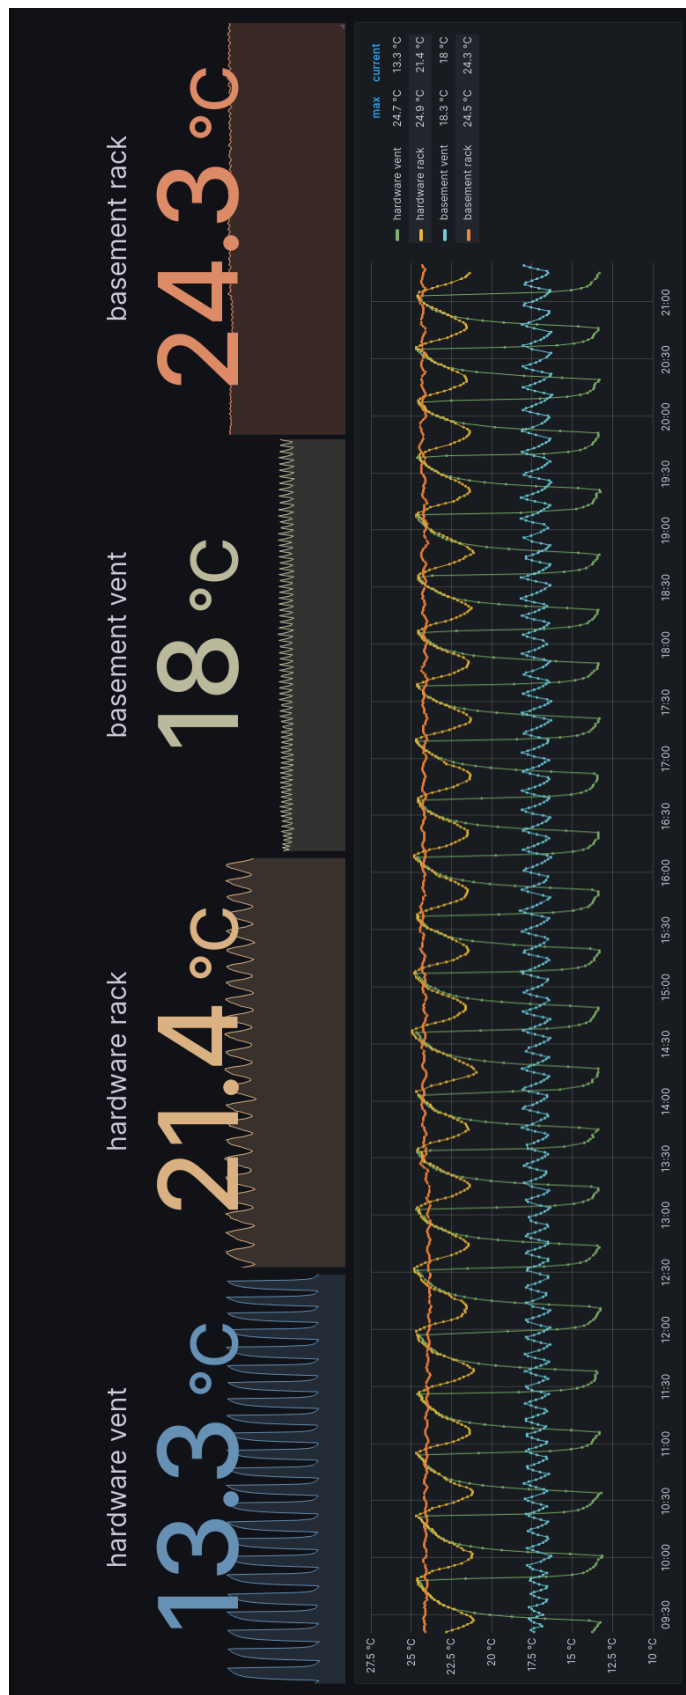 hardware vent
13.3 °C
hardware rack
21.4 °C
basement vent
18 °C
basement rack
24.3 °C
27.5 °C
25 °C
22.5 °C
20 °C
17.5 °C
15 °C
12.5 °C
10 °C
09:30
10:00
10:30
11:00
11:30
12:00
12:30
13:00
13:30
14:00
14:30
15:00
15:30
16:00
16:30
17:00
17:30
18:00
18:30
19:00
19:30
20:00
20:30
21:00
max current
hardware vent 24.7 °C 13.3 °C
hardware rack 24.9 °C 21.4 °C
basement vent 18.3 °C 18 °C
basement rack 24.5 °C 24.3 °C